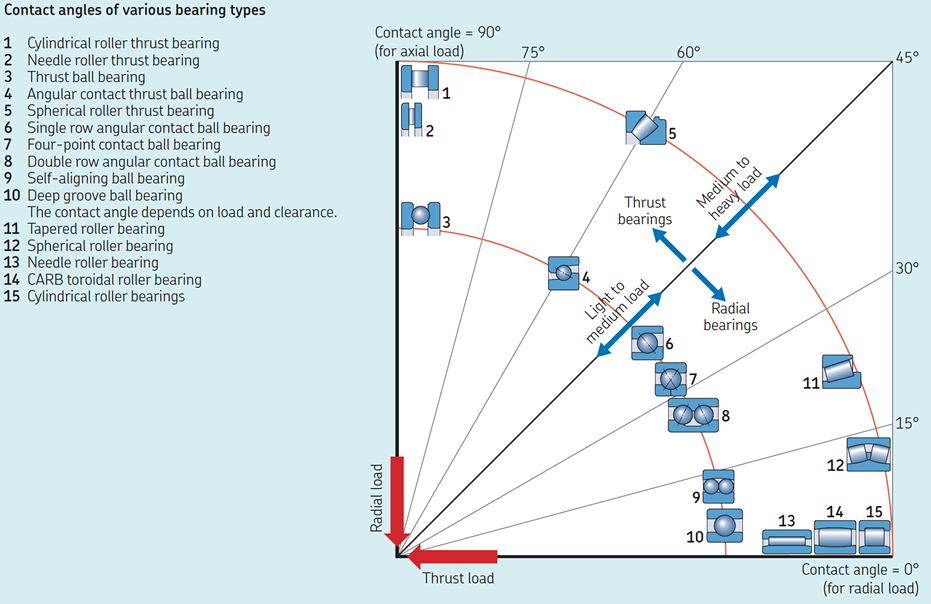 Contact angles of various bearing types
1 Cylindrical roller thrust bearing
2 Needle roller thrust bearing
3 Thrust ball bearing
4 Angular contact thrust ball bearing
5 Spherical roller thrust bearing
6 Single row angular contact ball bearing
7 Four-point contact ball bearing
8 Double row angular contact ball bearing
9 Self-aligning ball bearing
10 Deep groove ball bearing
The contact angle depends on load and clearance.
11 Tapered roller bearing
12 Spherical roller bearing
13 Needle roller bearing
14 CARB toroidal roller bearing
15 Cylindrical roller bearings
Contact angle = 90°
(for axial load)
75°
60°
45°
1
2
5
Medium to
heavy load
Thrust
bearings
3
4
30°
Light to
medium load
Radial
bearings
6
7
11
8
15°
12
9
Radial load
10
13
14
15
Thrust load
Contact angle = 0°
(for radial load)